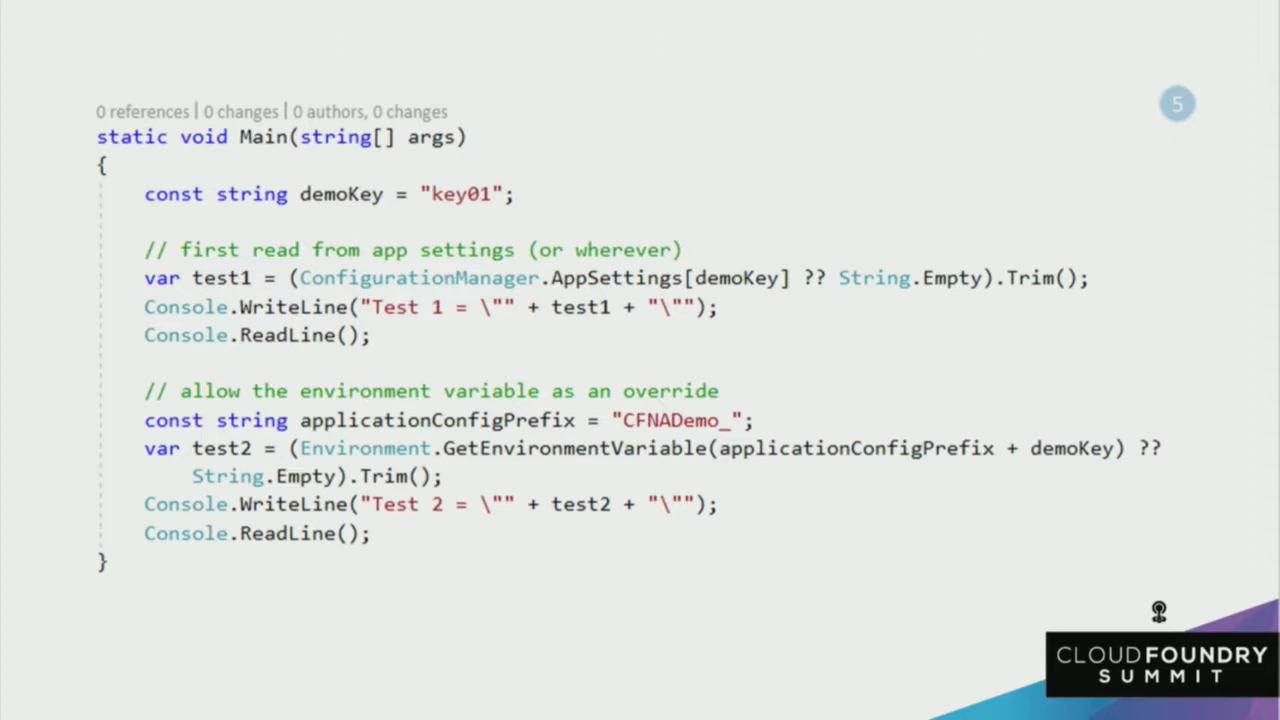 0 references | 0 changes | 0 authors, 0 changes
5
static void Main(string[] args)
{
const string demoKey = "key01";
// first read from app settings (or wherever)
var test1 = (ConfigurationManager.AppSettings[demoKey] ?? String.Empty).Trim();
Console.WriteLine("Test 1 = \"" + test1 + "\"");
Console.ReadLine();
// allow the environment variable as an override
const string applicationConfigPrefix = "CFNADemo_";
var test2 = (Environment.GetEnvironmentVariable(applicationConfigPrefix + demoKey) ??
String.Empty).Trim();
Console.WriteLine("Test 2 = \"" + test2 + "\"");
Console.ReadLine();
}
CLOUDFOUNDRY
SUMMIT